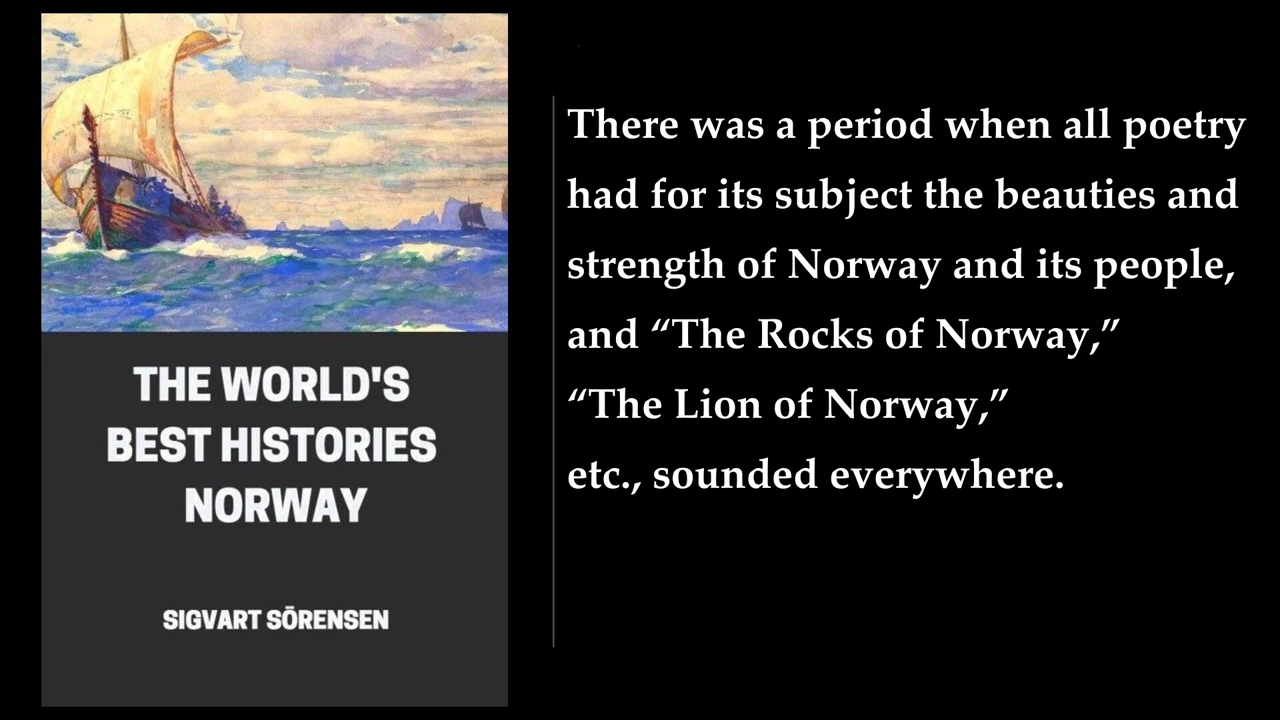 THE WORLD'S
BEST HISTORIES
NORWAY
SIGVART SÖRENSEN
There was a period when all poetry
had for its subject the beauties and
strength of Norway and its people,
and “The Rocks of Norway,”
“The Lion of Norway,”
etc., sounded everywhere.